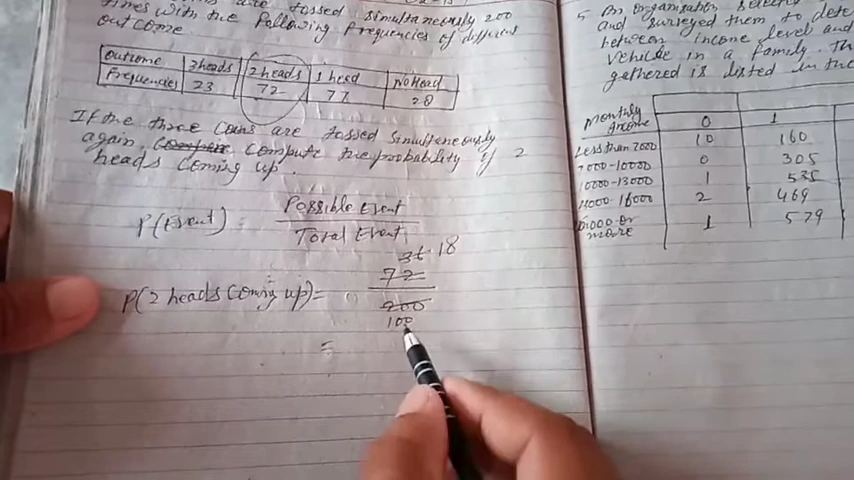 are tossed simultaneously 200
times with the following frequencies of different
outcome.
outcome 3 heads 2 heads 1 head No Head
Frequencies 23 72 77 28
If the three Coins are tossed Simultaneously
again, compute the probability of 2
heads coming up.
P(Event) = Possible Event
Total Event
36 18
P(2 heads Coming up) = 72
200
100
=
5 An organisation
and surveyed them to
between income level and
vehicle in a family.
gathered is listed in the
Monthly income 0 1
Less than 7000 10 160
7000-10000 0 305
10000-13000 1 535
13000-16000 2 469
or more 1 579